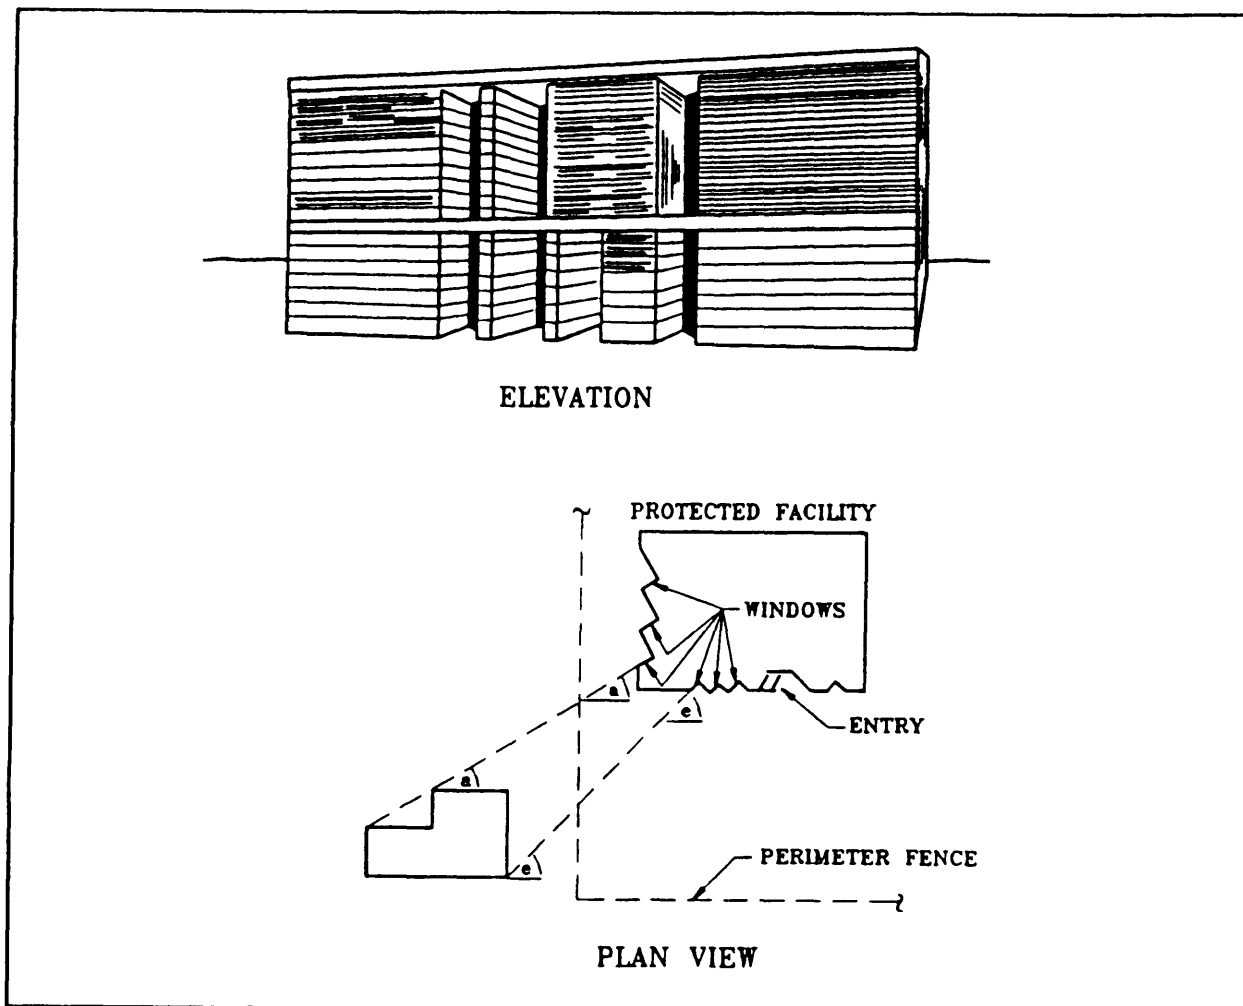 ELEVATION
PROTECTED FACILITY
WINDOWS
a
e
ENTRY
a
e
PERIMETER FENCE
PLAN VIEW